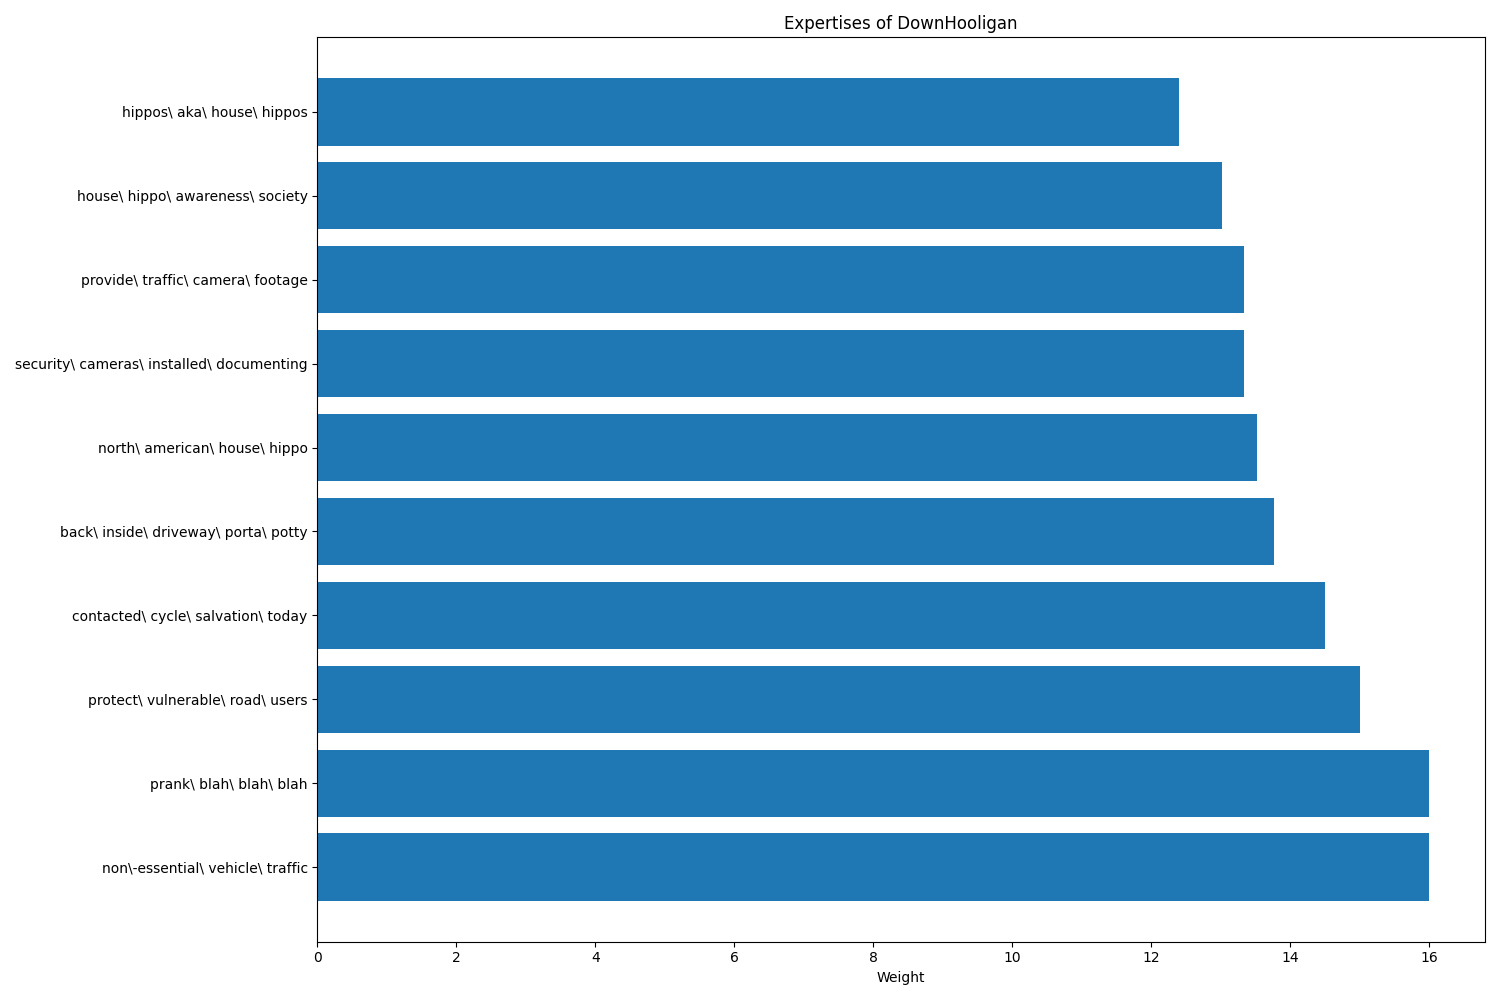 Expertises of DownHooligan
hippos\ aka\ house\ hippos
house\ hippo\ awareness\ society
provide\ traffic\ camera\ footage
security\ cameras\ installed\ documenting
north\ american\ house\ hippo
back\ inside\ driveway\ porta\ potty
contacted\ cycle\ salvation\ today
protect\ vulnerable\ road\ users
prank\ blah\ blah\ blah
non\-essential\ vehicle\ traffic
0 2 4 6 8 10 12 14 16
Weight